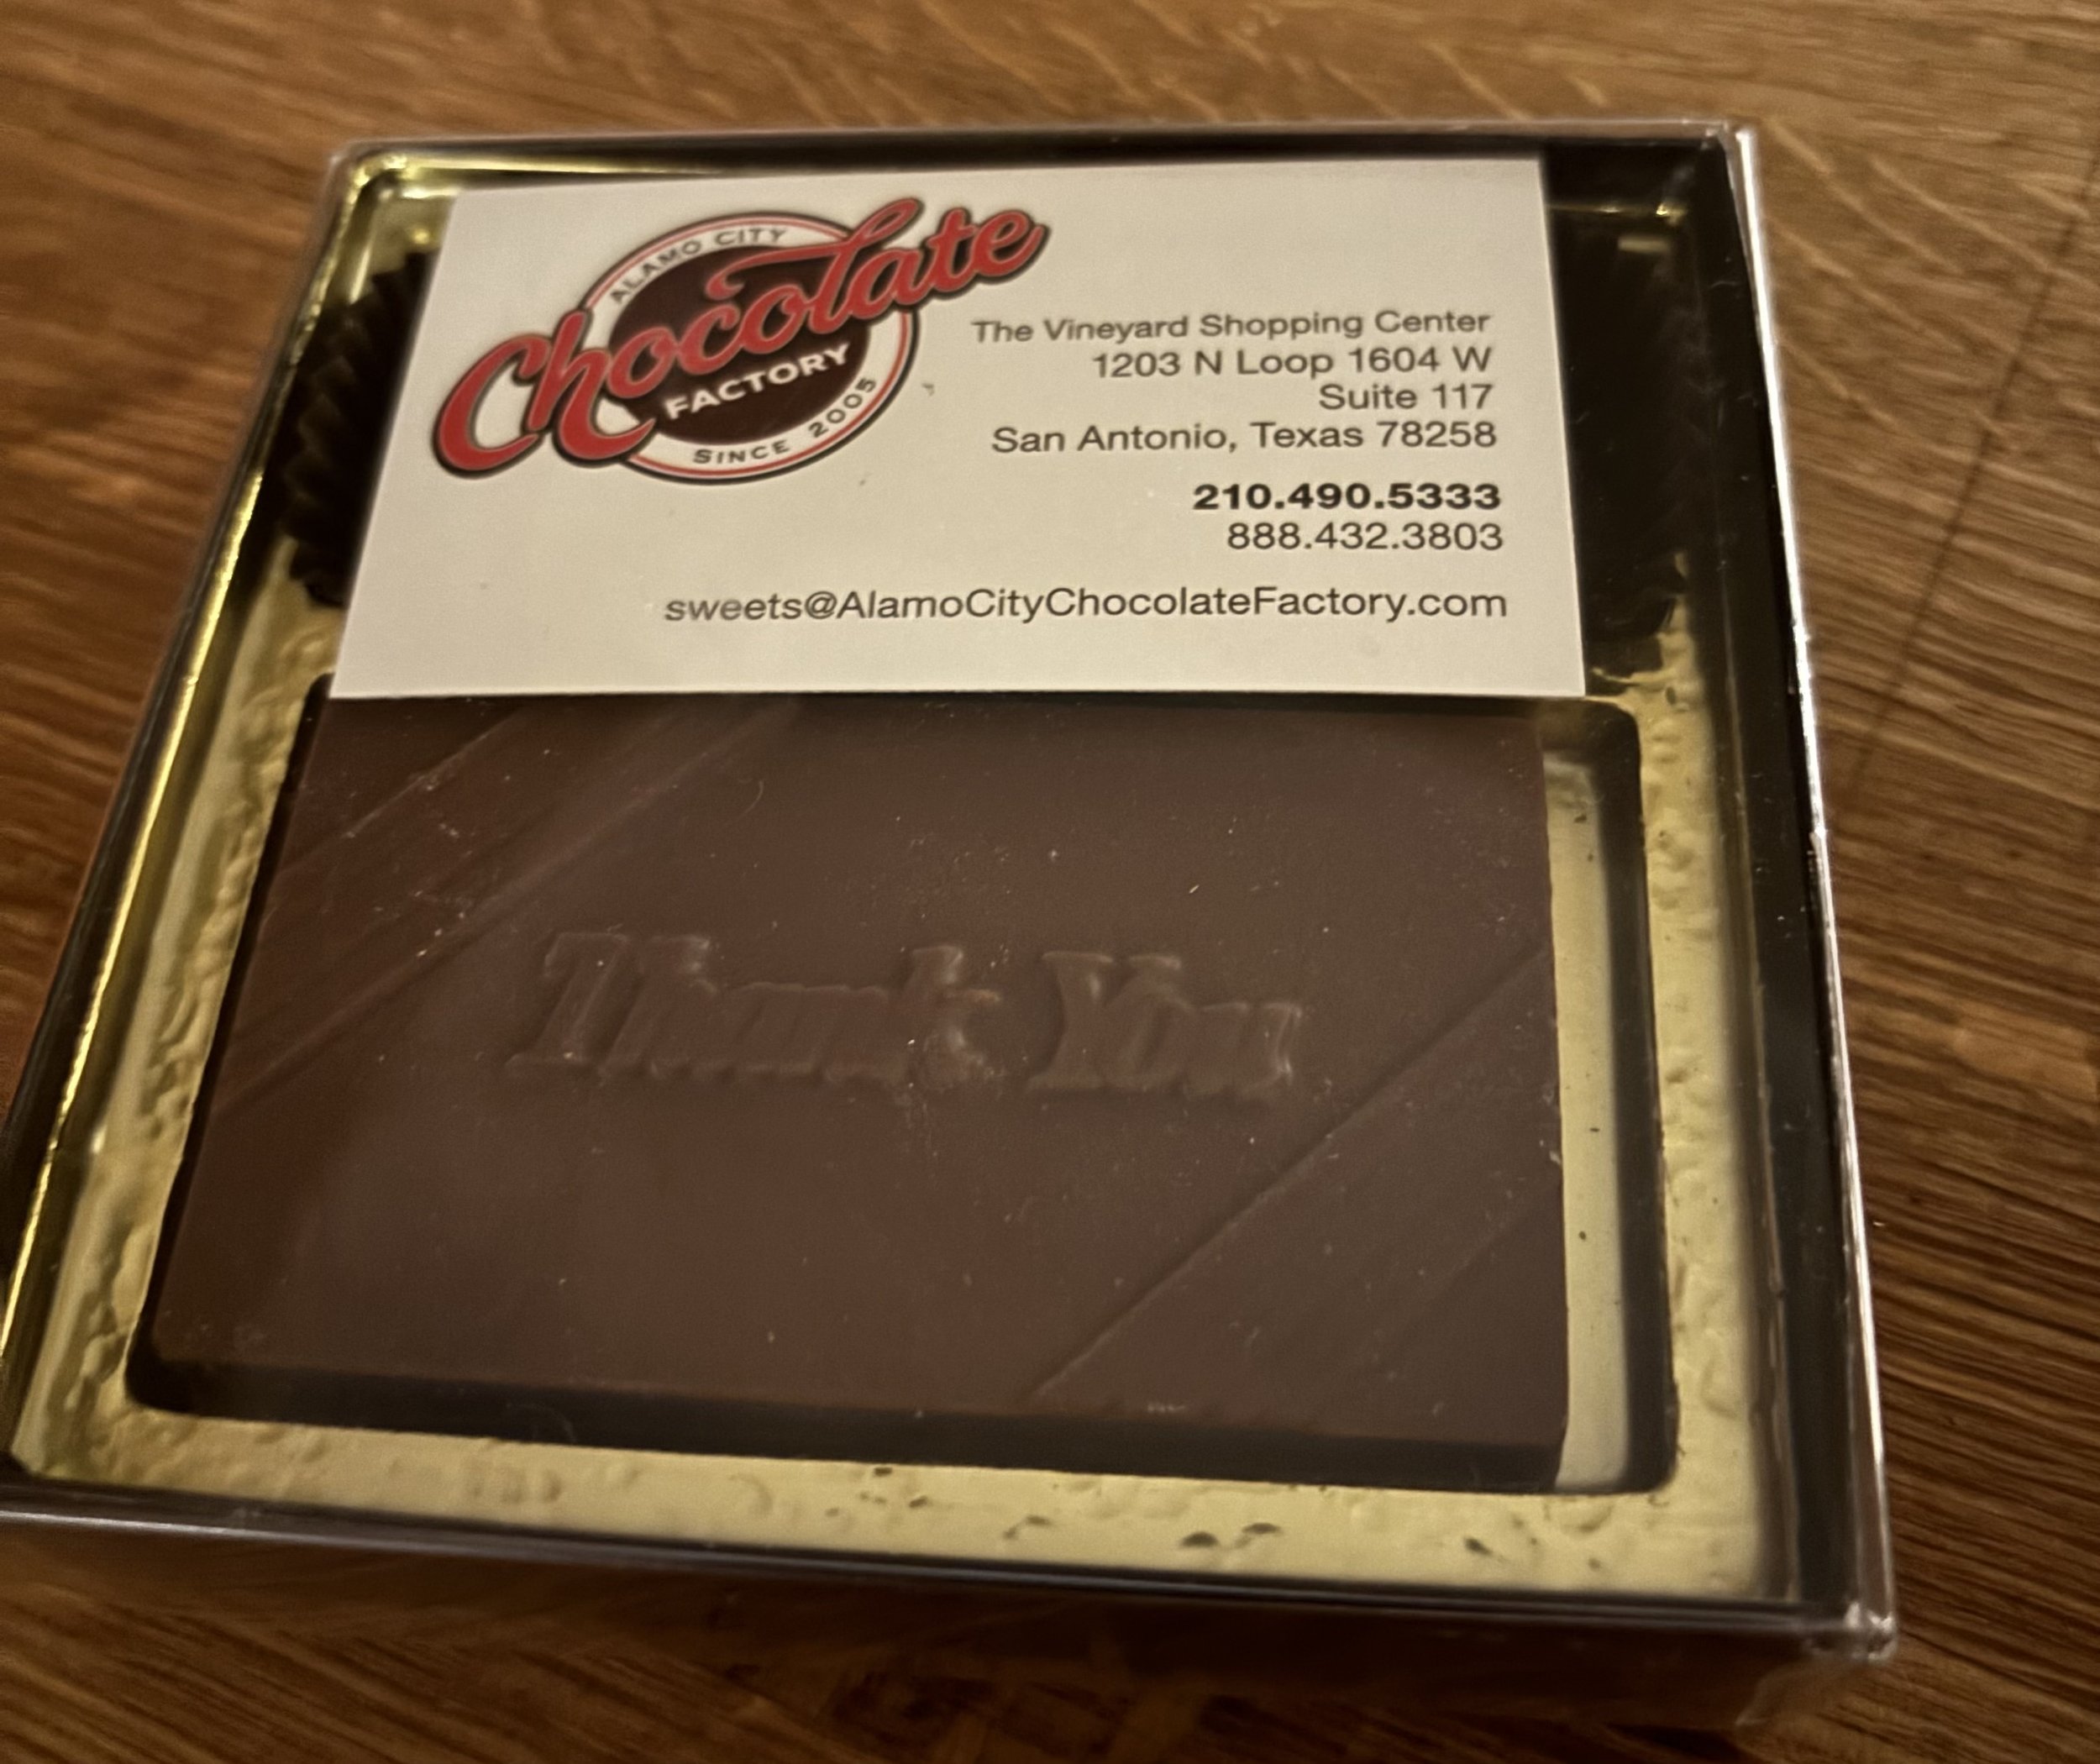 ALAMO CITY
Chocolate
FACTORY
SINCE 2005
The Vineyard Shopping Center
1203 N Loop 1604 W
Suite 117
San Antonio, Texas 78258
210.490.5333
888.432.3803
sweets@AlamoCityChocolateFactory.com
Thank You